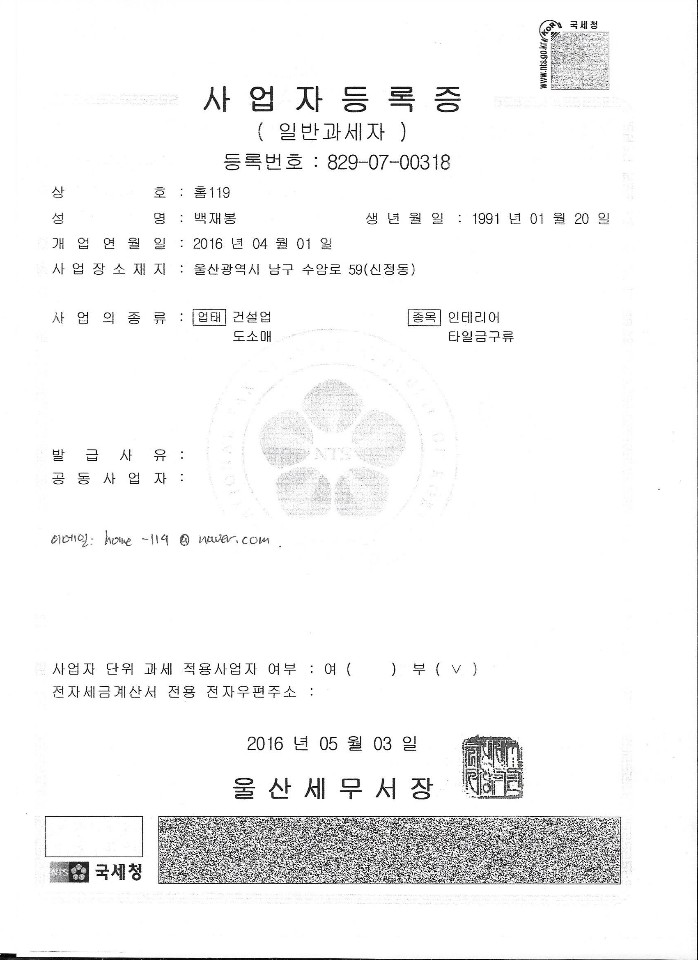 국세청
www.nts.go.kr
사업자등록증
( 일반과세자 )
등록번호 : 829-07-00318
상 호 : 홈119
성 명 : 백재봉 생 년 월 일 : 1991 년 01 월 20 일
개 업 연 월 일 : 2016 년 04 월 01 일
사 업 장 소 재 지 : 울산광역시 남구 수암로 59(신정동)
사 업 의 종 류 : 업태 건설업 종목 인테리어
도소매 타일금구류
NTS
발 급 사 유 :
공 동 사 업 자 :
이메일: home -119 @ naver.com
사업자 단위 과세 적용사업자 여부 : 여 ( ) 부 ( ∨ )
전자세금계산서 전용 전자우편주소 :
2016 년 05 월 03 일
울산세무서장
NTS 국세청